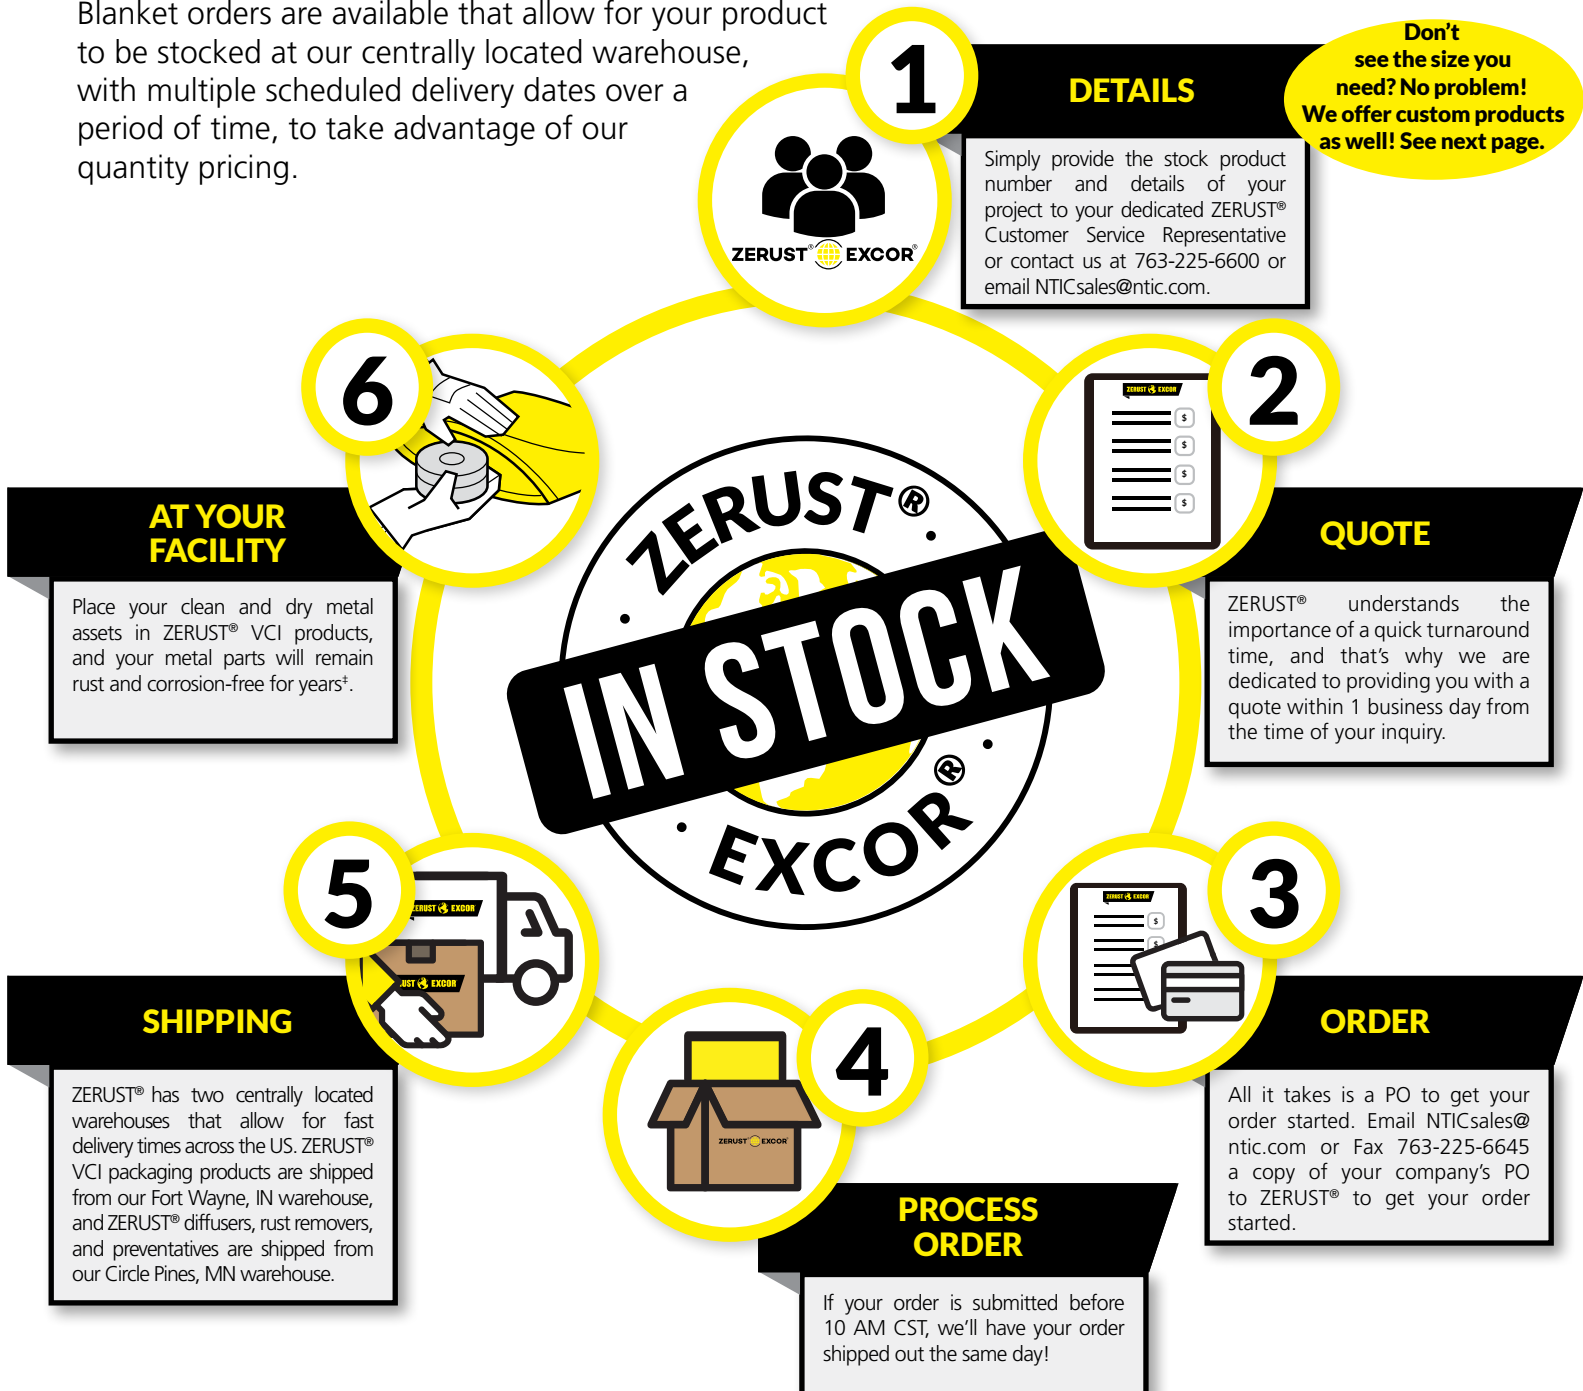 Blanket orders are available that allow for your product
to be stocked at our centrally located warehouse,
with multiple scheduled delivery dates over a
period of time, to take advantage of our
quantity pricing.
Don't
see the size you
need? No problem!
We offer custom products
as well! See next page.
1
DETAILS
Simply provide the stock product
number and details of your
project to your dedicated ZERUST®
Customer Service Representative
or contact us at 763-225-6600 or
email NTICsales@ntic.com.
ZERUST® EXCOR®
2
ZERUST EXCOR
$
$
$
$
QUOTE
ZERUST® understands the
importance of a quick turnaround
time, and that's why we are
dedicated to providing you with a
quote within 1 business day from
the time of your inquiry.
3
ZERUST EXCOR
$
$
ORDER
All it takes is a PO to get your
order started. Email NTICsales@
ntic.com or Fax 763-225-6645
a copy of your company's PO
to ZERUST® to get your order
started.
4
ZERUST EXCOR
PROCESS
ORDER
If your order is submitted before
10 AM CST, we'll have your order
shipped out the same day!
5
ZERUST EXCOR
UST EXCOR
SHIPPING
ZERUST® has two centrally located
warehouses that allow for fast
delivery times across the US. ZERUST®
VCI packaging products are shipped
from our Fort Wayne, IN warehouse,
and ZERUST® diffusers, rust removers,
and preventatives are shipped from
our Circle Pines, MN warehouse.
6
AT YOUR
FACILITY
Place your clean and dry metal
assets in ZERUST® VCI products,
and your metal parts will remain
rust and corrosion-free for years‡.
ZERUST®
IN STOCK
EXCOR®